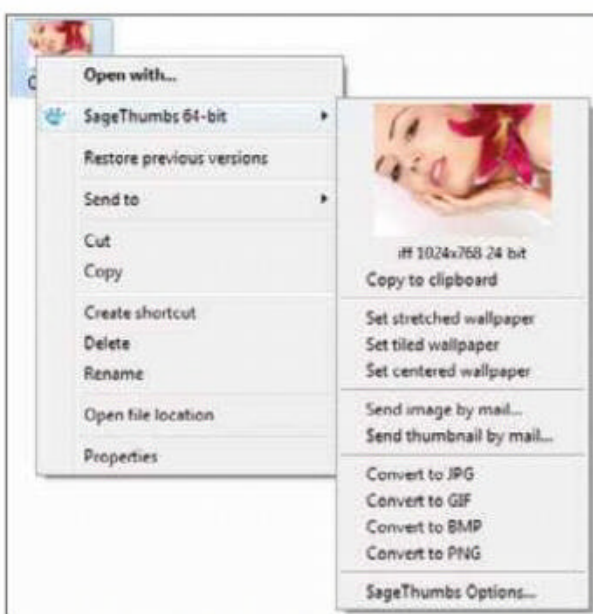 Open with...
SageThumbs 64-bit
Restore previous versions
Send to
Cut
Copy
Create shortcut
Delete
Rename
Open file location
Properties
iff 1024x768 24 bit
Copy to clipboard
Set stretched wallpaper
Set tiled wallpaper
Set centered wallpaper
Send image by mail...
Send thumbnail by mail...
Convert to JPG
Convert to GIF
Convert to BMP
Convert to PNG
SageThumbs Options...